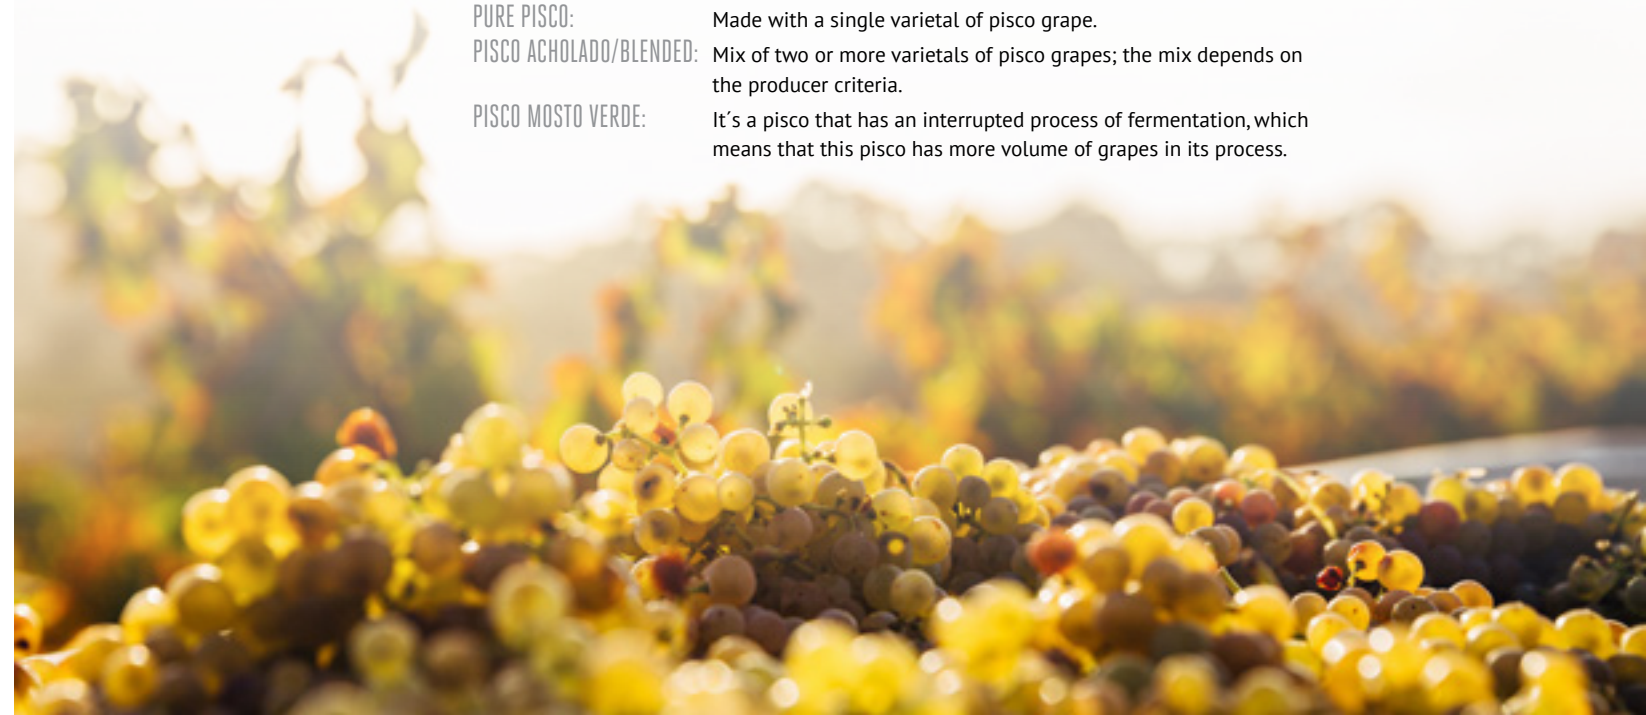 PURE PISCO: Made with a single varietal of pisco grape.
PISCO ACHOLADO/BLENDED: Mix of two or more varietals of pisco grapes; the mix depends on
the producer criteria.
PISCO MOSTO VERDE: It´s a pisco that has an interrupted process of fermentation, which
means that this pisco has more volume of grapes in its process.